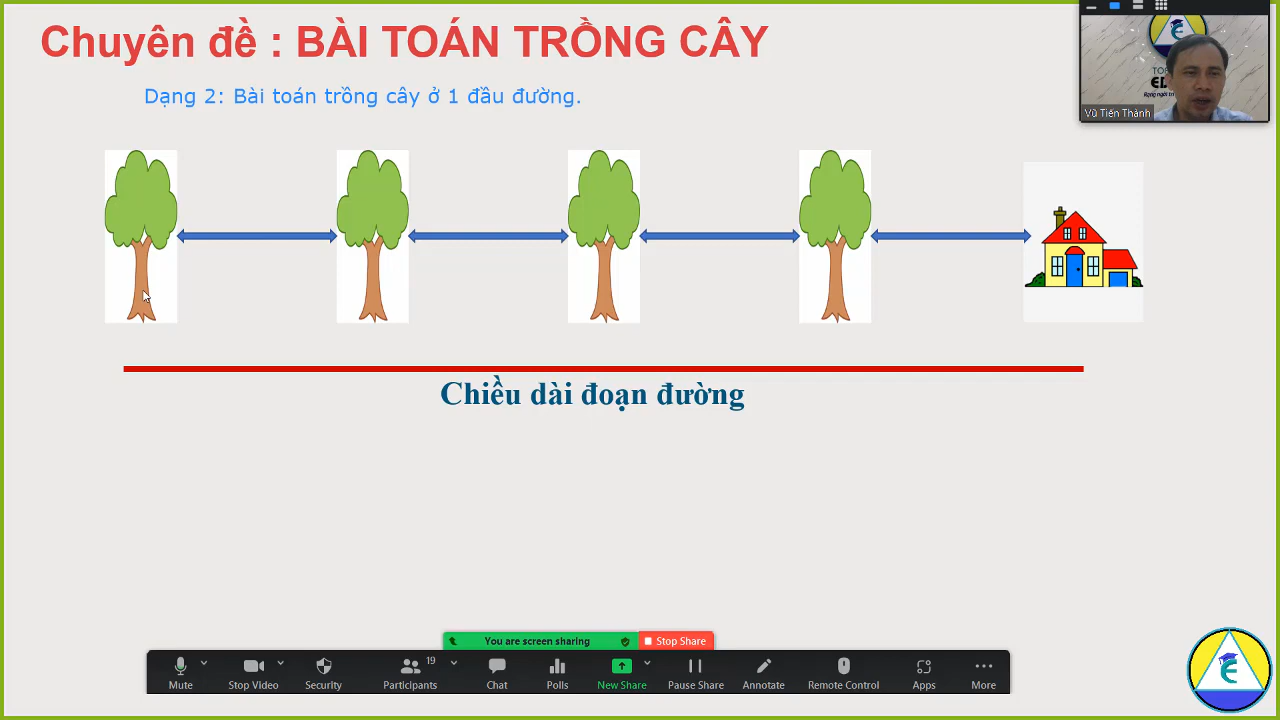 Chuyên đề : BÀI TOÁN TRỒNG CÂY
Dạng 2: Bài toán trồng cây ở 1 đầu đường.
Vũ Tiến Thành
Chiều dài đoạn đường
You are screen sharing
Stop Share
Mute
Stop Video
Security
Participants
19
Chat
Polls
New Share
Pause Share
Annotate
Remote Control
Apps
More